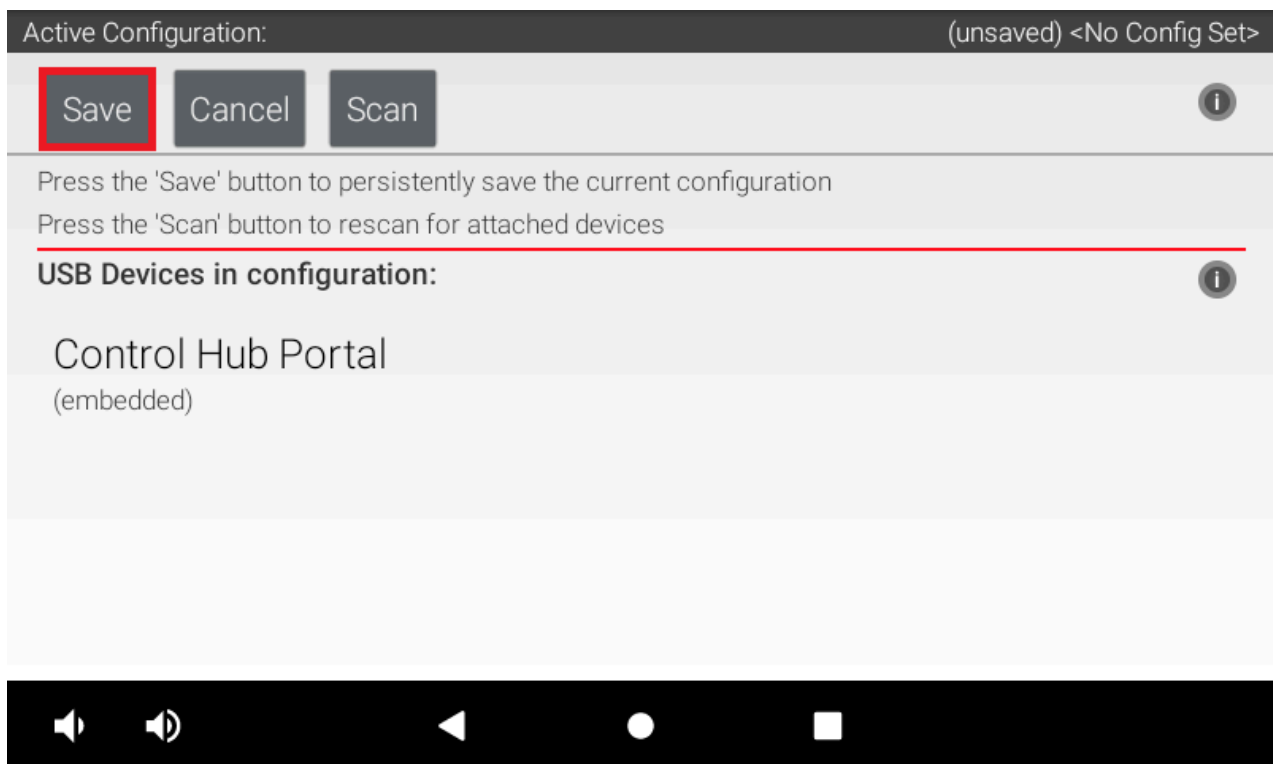 Active Configuration: (unsaved) <No Config Set>
Save Cancel Scan
Press the 'Save' button to persistently save the current configuration
Press the 'Scan' button to rescan for attached devices
USB Devices in configuration:
Control Hub Portal
(embedded)